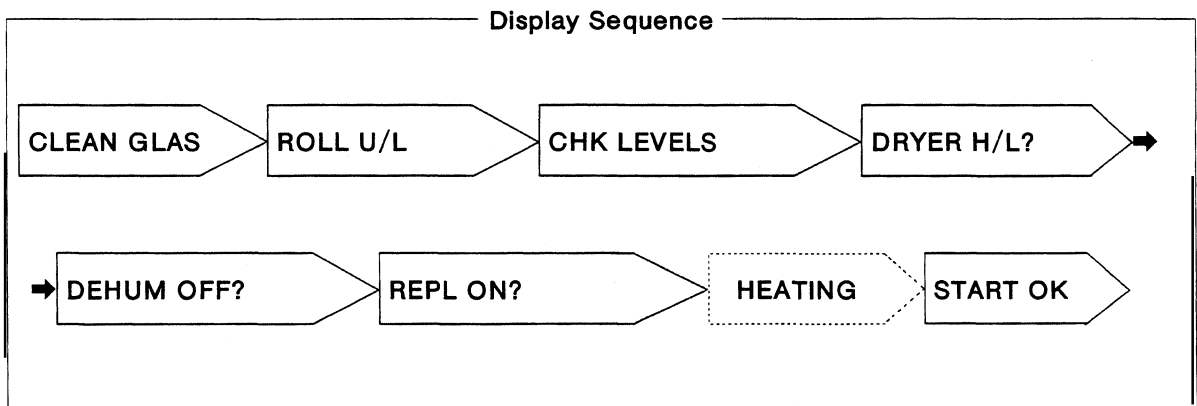 Display Sequence
CLEAN GLAS ROLL U/L CHK LEVELS DRYER H/L?
DEHUM OFF? REPL ON? HEATING START OK